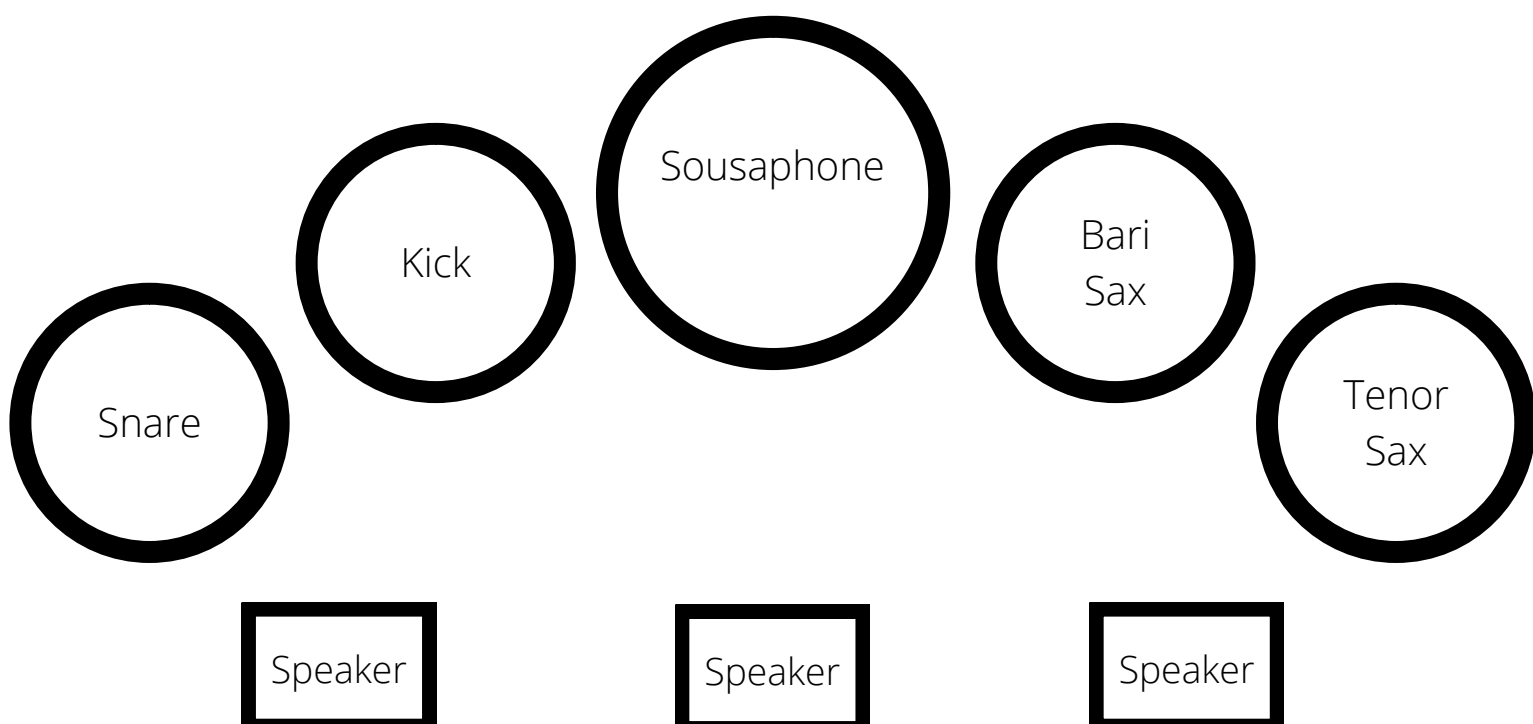 Sousaphone
Kick
Bari
Sax
Snare
Tenor
Sax
Speaker
Speaker
Speaker